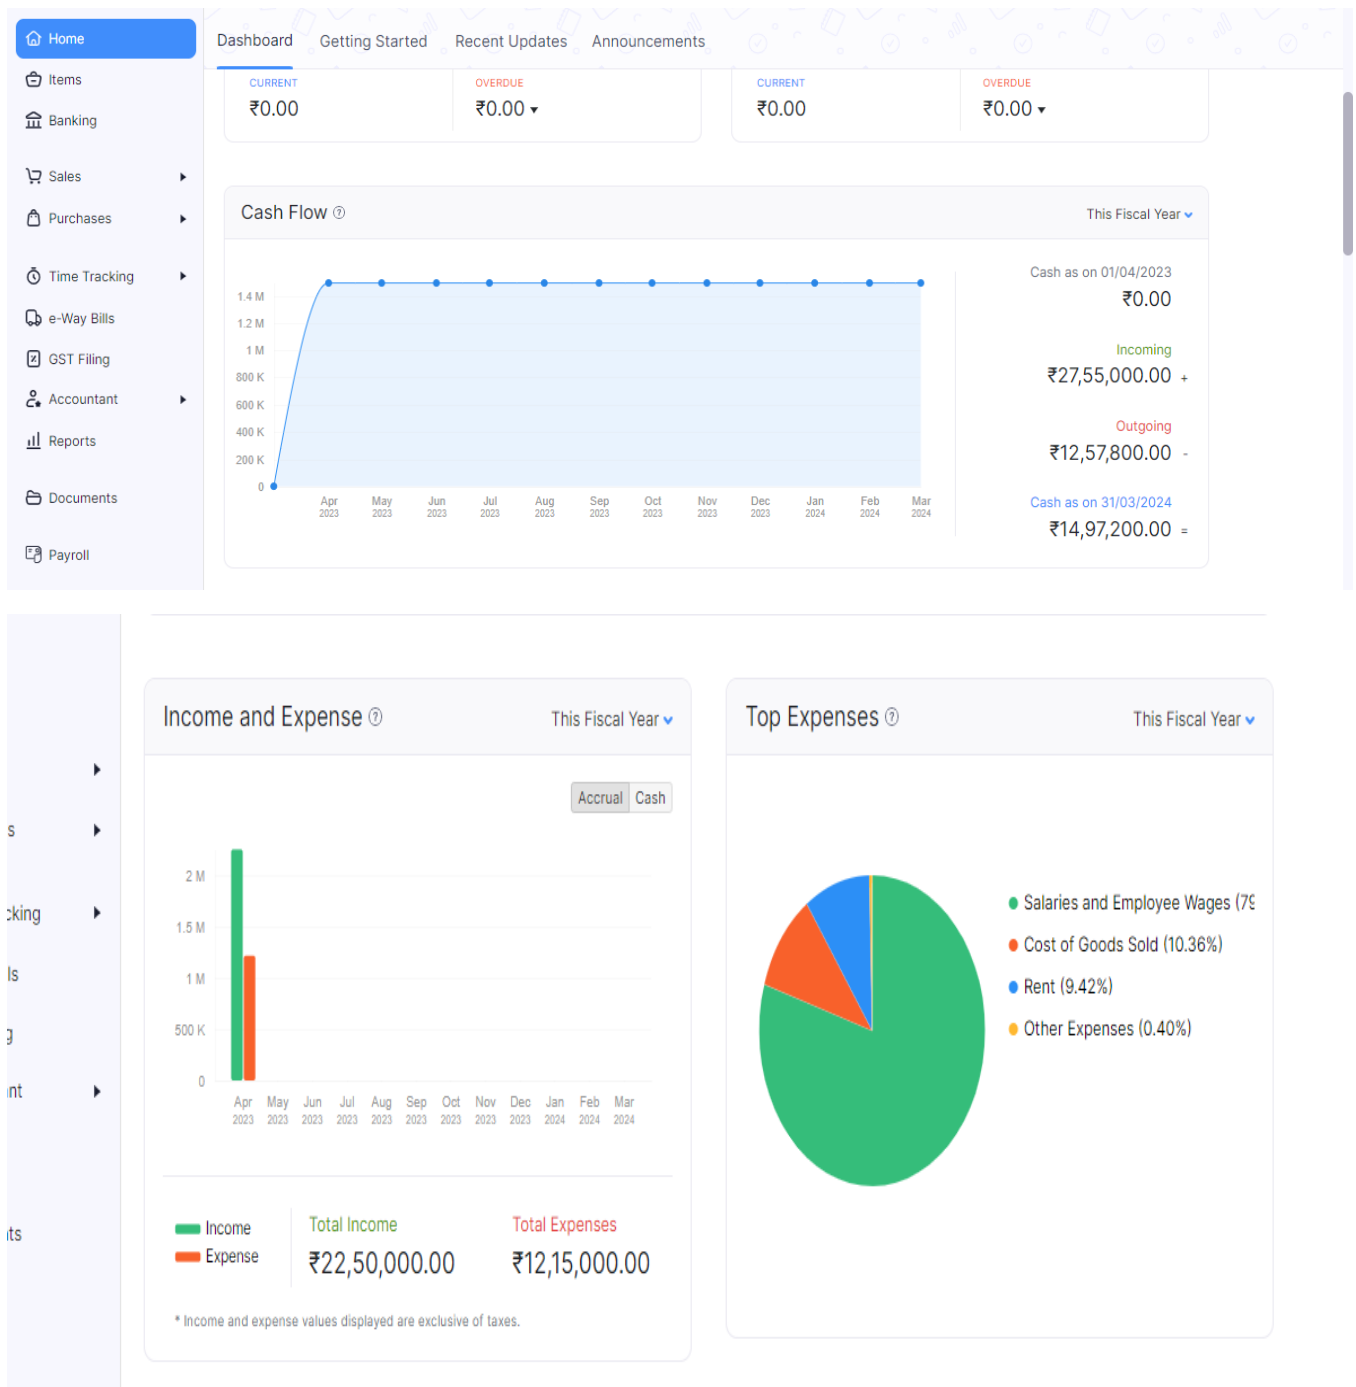 Home
Items
Banking
Sales
Purchases
Time Tracking
e-Way Bills
GST Filing
Accountant
Reports
Documents
Payroll
Dashboard Getting Started Recent Updates Announcements
CURRENT OVERDUE CURRENT OVERDUE
₹0.00 ₹0.00 ₹0.00 ₹0.00
Cash Flow This Fiscal Year
1.4 M
1.2 M
1 M
800 K
600 K
400 K
200 K
0
Apr May Jun Jul Aug Sep Oct Nov Dec Jan Feb Mar
2023 2023 2023 2023 2023 2023 2023 2023 2023 2024 2024 2024
Cash as on 01/04/2023
₹0.00
Incoming
₹27,55,000.00 +
Outgoing
₹12,57,800.00 -
Cash as on 31/03/2024
₹14,97,200.00 =
s
cking
ls
g
nt
ts
Income and Expense This Fiscal Year
Accrual Cash
2 M
1.5 M
1 M
500 K
0
Apr May Jun Jul Aug Sep Oct Nov Dec Jan Feb Mar
2023 2023 2023 2023 2023 2023 2023 2023 2023 2024 2024 2024
Income
Expense
Total Income Total Expenses
₹22,50,000.00 ₹12,15,000.00
* Income and expense values displayed are exclusive of taxes.
Top Expenses This Fiscal Year
Salaries and Employee Wages (79
Cost of Goods Sold (10.36%)
Rent (9.42%)
Other Expenses (0.40%)